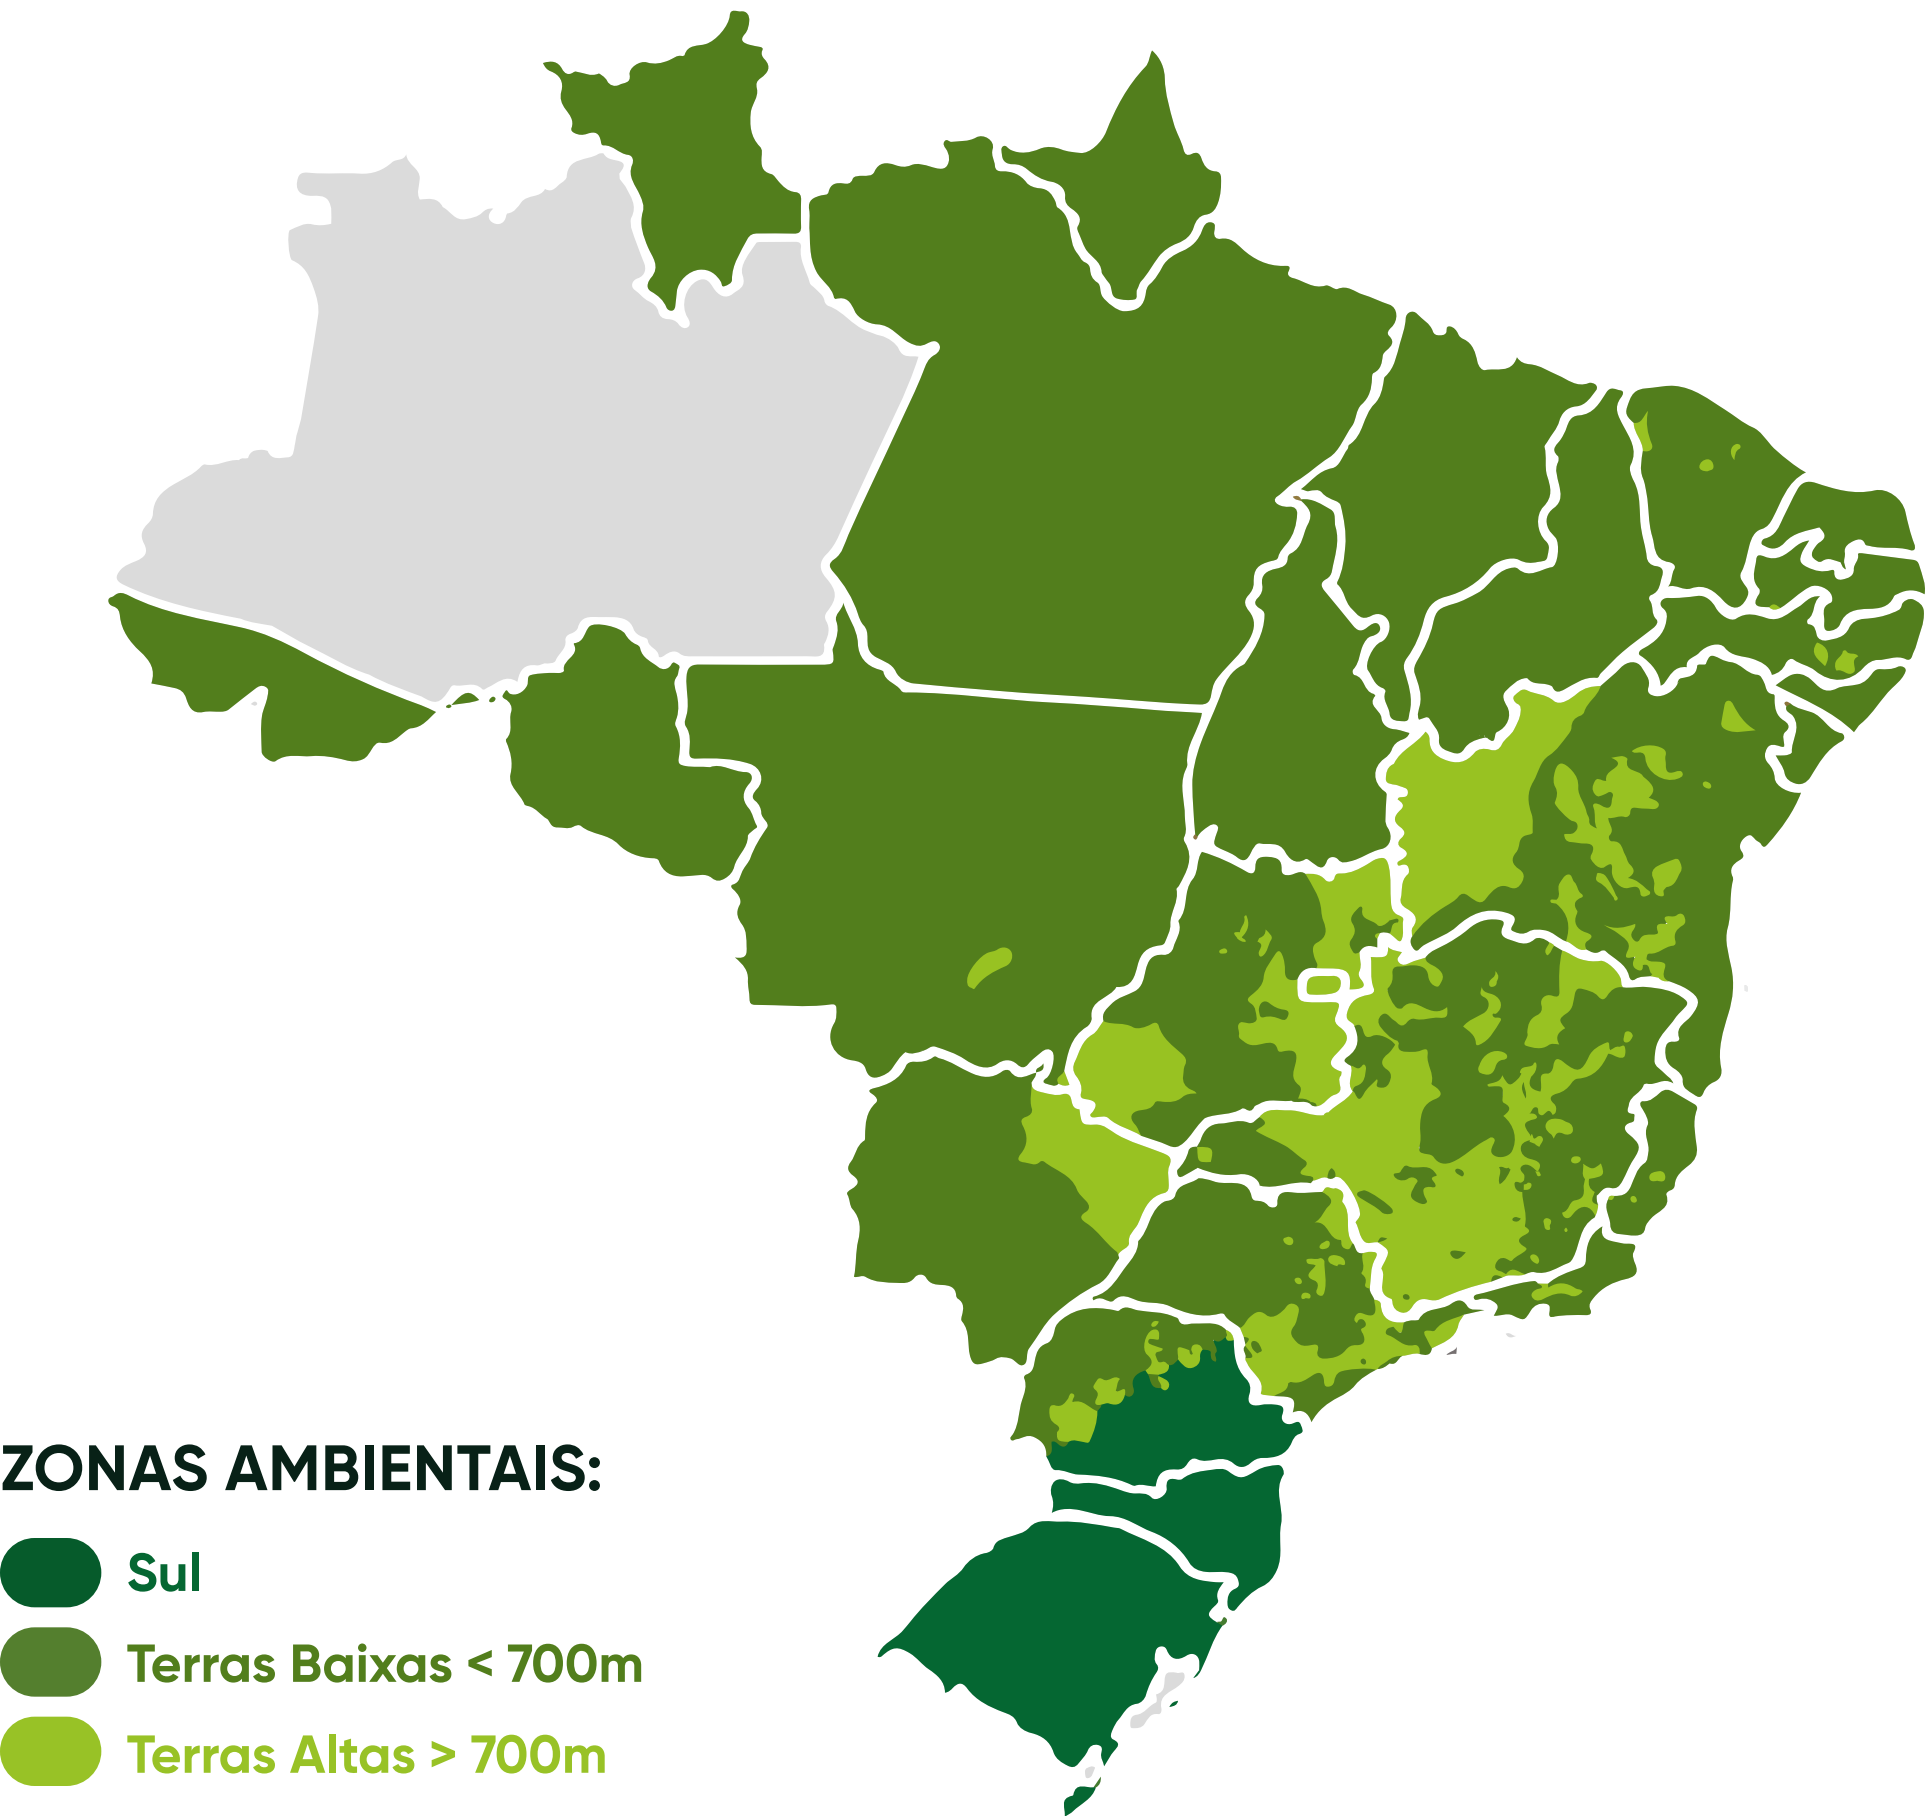 ZONAS AMBIENTAIS:
Sul
Terras Baixas < 700m
Terras Altas > 700m